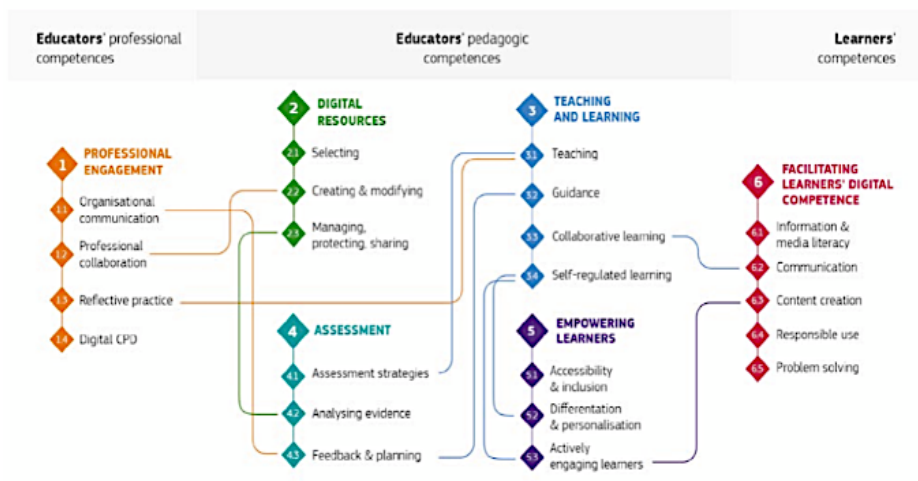 Educators' professional
competences
Educators' pedagogic
competences
Learners'
competences
1
PROFESSIONAL
ENGAGEMENT
1.1
Organisational
communication
1.2
Professional
collaboration
1.3
Reflective practice
1.4
Digital CPD
2
DIGITAL
RESOURCES
2.1
Selecting
2.2
Creating & modifying
2.3
Managing,
protecting, sharing
3
TEACHING
AND LEARNING
3.1
Teaching
3.2
Guidance
3.3
Collaborative learning
3.4
Self-regulated learning
4
ASSESSMENT
4.1
Assessment strategies
4.2
Analysing evidence
4.3
Feedback & planning
5
EMPOWERING
LEARNERS
5.1
Accessibility
& inclusion
5.2
Differentation
& personalisation
5.3
Actively
engaging learners
6
FACILITATING
LEARNERS' DIGITAL
COMPETENCE
6.1
Information &
media literacy
6.2
Communication
6.3
Content creation
6.4
Responsible use
6.5
Problem solving